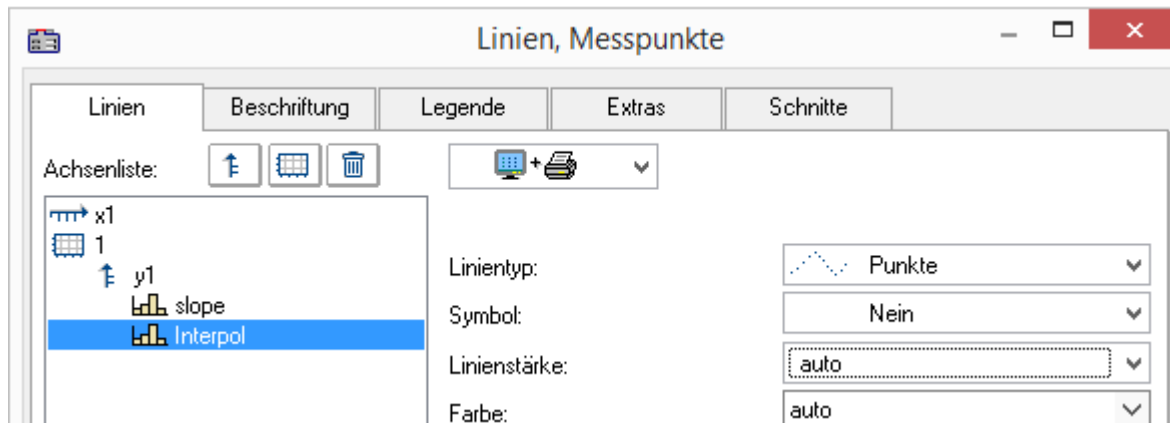 Linien, Messpunkte
Linien Beschriftung Legende Extras Schnitte
Achsenliste:
x1
1
y1
slope
Interpol
Linientyp: Punkte
Symbol: Nein
Linienstärke: auto
Farbe: auto